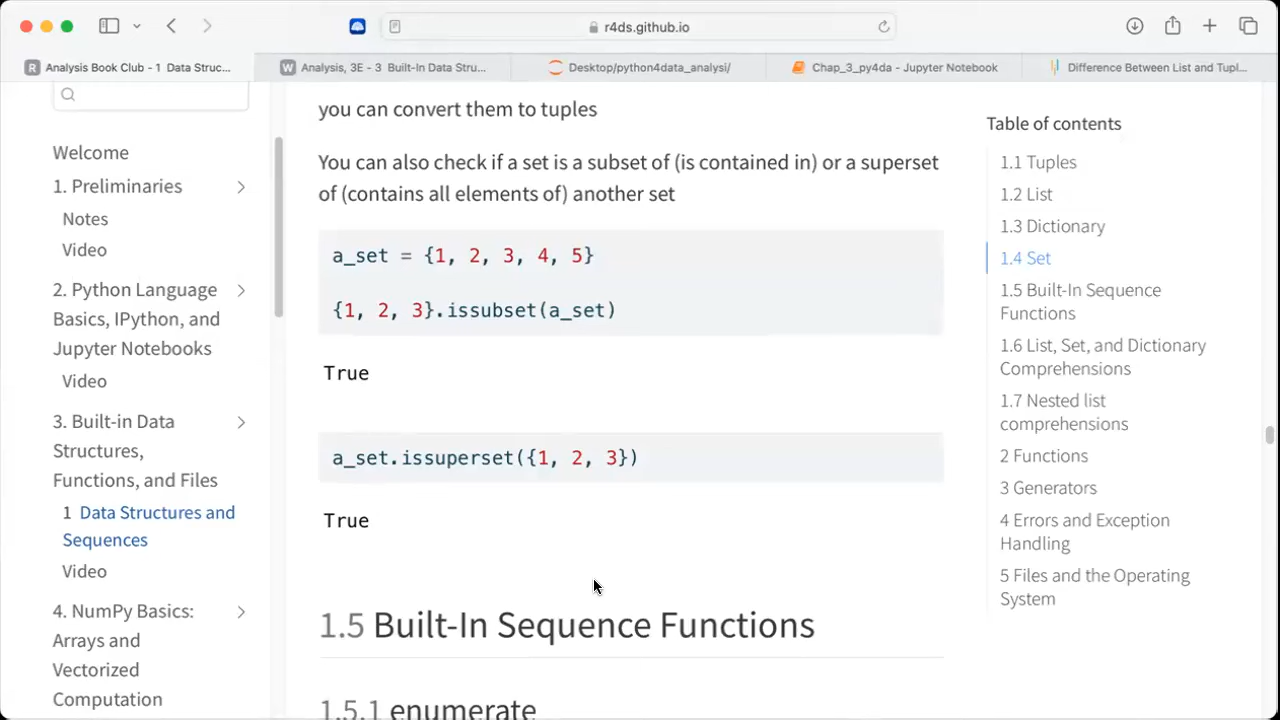 r4ds.github.io
R Analysis Book Club - 1 Data Struc...
W Analysis, 3E - 3 Built-In Data Stru...
Desktop/python4data_analysi/
Chap_3_py4da - Jupyter Notebook
Difference Between List and Tupl...
Welcome
1. Preliminaries
Notes
Video
2. Python Language
Basics, IPython, and
Jupyter Notebooks
Video
3. Built-in Data
Structures,
Functions, and Files
1 Data Structures and
Sequences
Video
4. NumPy Basics:
Arrays and
Vectorized
Computation
you can convert them to tuples
You can also check if a set is a subset of (is contained in) or a superset
of (contains all elements of) another set
a_set = {1, 2, 3, 4, 5}
{1, 2, 3}.issubset(a_set)
True
a_set.issuperset({1, 2, 3})
True
1.5 Built-In Sequence Functions
1.5.1 enumerate
Table of contents
1.1 Tuples
1.2 List
1.3 Dictionary
1.4 Set
1.5 Built-In Sequence
Functions
1.6 List, Set, and Dictionary
Comprehensions
1.7 Nested list
comprehensions
2 Functions
3 Generators
4 Errors and Exception
Handling
5 Files and the Operating
System